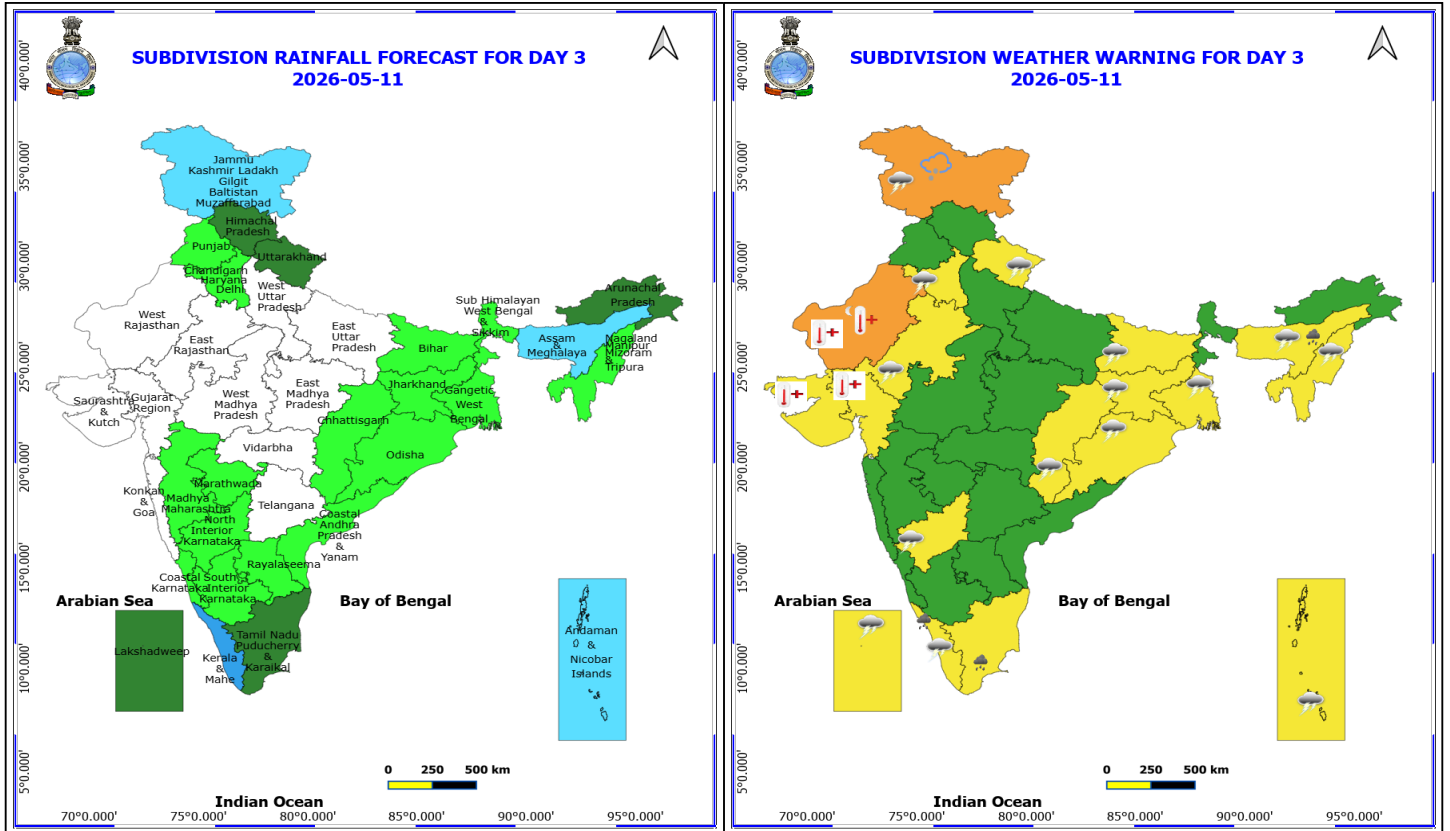 SUBDIVISION RAINFALL FORECAST FOR DAY 3
2026-05-11
40°0.000'
35°0.000'
30°0.000'
25°0.000'
20°0.000'
15°0.000'
10°0.000'
5°0.000'
Jammu
Kashmir Ladakh
Gilgit
Baltistan
Muzaffarabad
Himachal
Pradesh
Punjab
Uttarakhand
Chandigarh
Haryana
Delhi
West
Uttar
Pradesh
Arunachal
Pradesh
Sub Himalayan
West Bengal
&
Sikkim
West
Rajasthan
East
Rajasthan
East
Uttar
Pradesh
Bihar
Assam
&
Meghalaya
Nagaland
Manipur
Mizoram
&
Tripura
Jharkhand
Gangetic
West
Bengal
Saurashtra
&
Kutch
Gujarat
Region
West
Madhya
Pradesh
East
Madhya
Pradesh
Chhattisgarh
Vidarbha
Odisha
Konkan
&
Goa
Marathwada
Madhya
Maharashtra
Telangana
North
Interior
Karnataka
Coastal
Andhra
Pradesh
&
Yanam
Rayalaseema
Coastal
Karnataka
South
Interior
Karnataka
Arabian Sea
Bay of Bengal
Lakshadweep
Kerala
&
Mahe
Tamil Nadu
Puducherry
&
Karaikal
Andaman
&
Nicobar
Islands
0 250 500 km
Indian Ocean
70°0.000' 75°0.000' 80°0.000' 85°0.000' 90°0.000' 95°0.000'
SUBDIVISION WEATHER WARNING FOR DAY 3
2026-05-11
40°0.000'
35°0.000'
30°0.000'
25°0.000'
20°0.000'
15°0.000'
10°0.000'
5°0.000'
Arabian Sea
Bay of Bengal
0 250 500 km
Indian Ocean
70°0.000' 75°0.000' 80°0.000' 85°0.000' 90°0.000' 95°0.000'